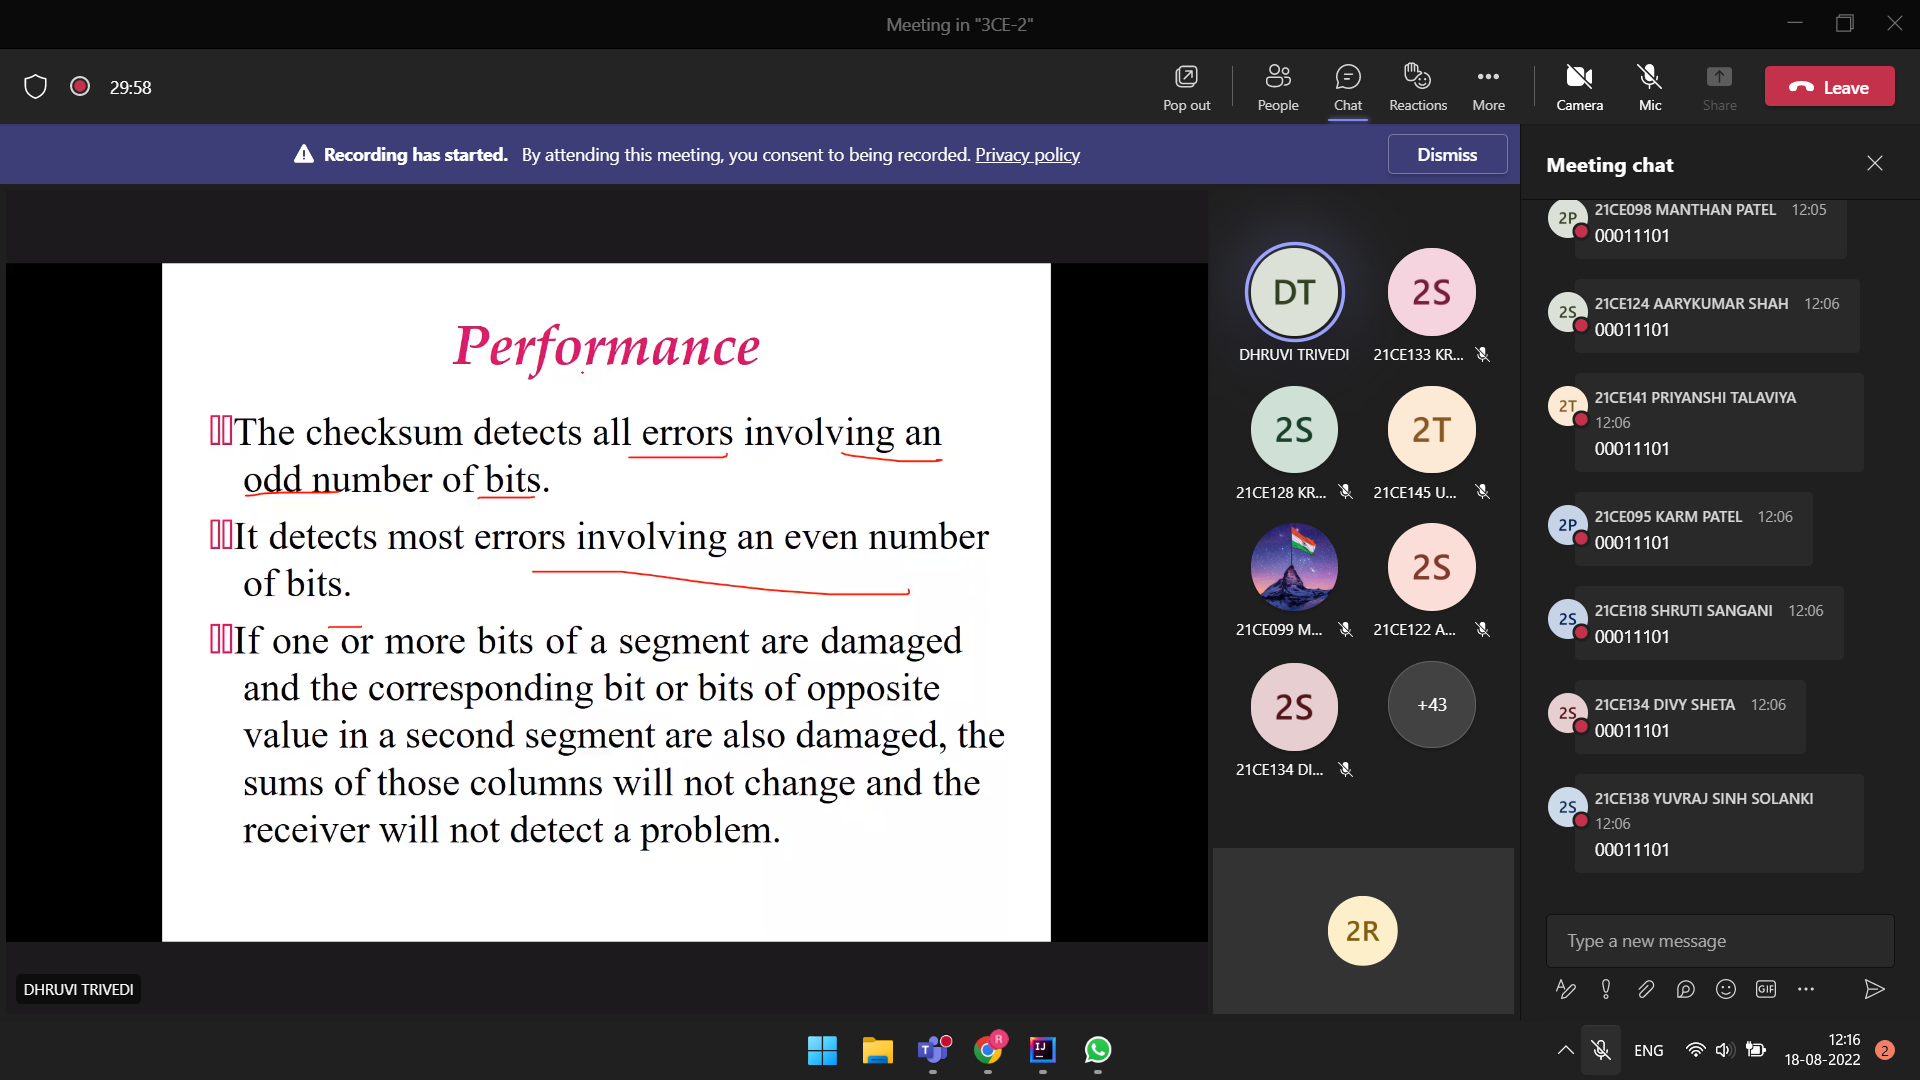 Meeting in "3CE-2"
29:58
Pop out
People
Chat
Reactions
More
Camera
Mic
Share
Leave
Recording has started. By attending this meeting, you consent to being recorded. Privacy policy
Dismiss
Performance
The checksum detects all errors involving an
odd number of bits.
It detects most errors involving an even number
of bits.
If one or more bits of a segment are damaged
and the corresponding bit or bits of opposite
value in a second segment are also damaged, the
sums of those columns will not change and the
receiver will not detect a problem.
DHRUVI TRIVEDI
DT
DHRUVI TRIVEDI
2S
21CE133 KR...
2S
21CE128 KR...
2T
21CE145 U...
21CE099 M...
2S
21CE122 A...
2S
21CE134 DI...
+43
2R
Meeting chat
2P
21CE098 MANTHAN PATEL 12:05
00011101
2S
21CE124 AARYKUMAR SHAH 12:06
00011101
2T
21CE141 PRIYANSHI TALAVIYA
12:06
00011101
2P
21CE095 KARM PATEL 12:06
00011101
2S
21CE118 SHRUTI SANGANI 12:06
00011101
2S
21CE134 DIVY SHETA 12:06
00011101
2S
21CE138 YUVRAJ SINH SOLANKI
12:06
00011101
Type a new message
GIF
T
R
IJ
ENG
12:16
18-08-2022
2